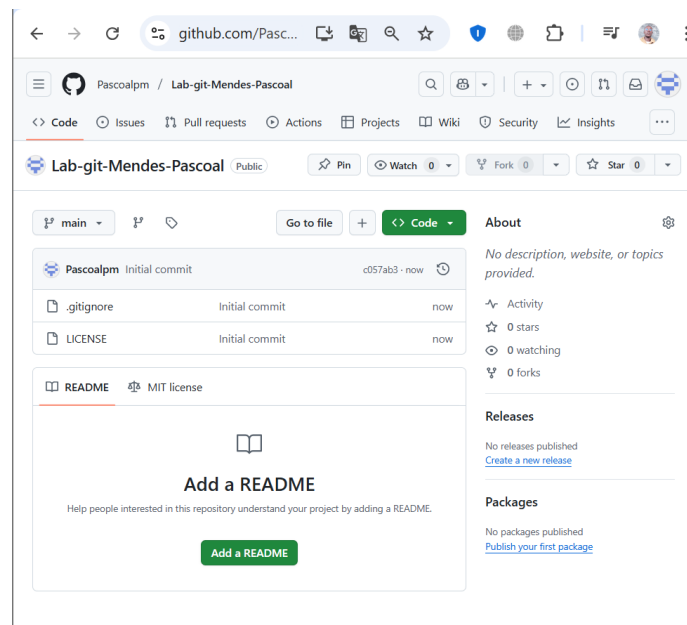 github.com/Pasc...
Pascoalpm / Lab-git-Mendes-Pascoal
Code Issues Pull requests Actions Projects Wiki Security Insights
Lab-git-Mendes-Pascoal Public Pin Watch 0 Fork 0 Star 0
main Go to file Code
Pascoalpm Initial commit c057ab3 · now
.gitignore Initial commit now
LICENSE Initial commit now
README MIT license
Add a README
Help people interested in this repository understand your project by adding a README.
Add a README
About
No description, website, or topics
provided.
Activity
0 stars
0 watching
0 forks
Releases
No releases published
Create a new release
Packages
No packages published
Publish your first package